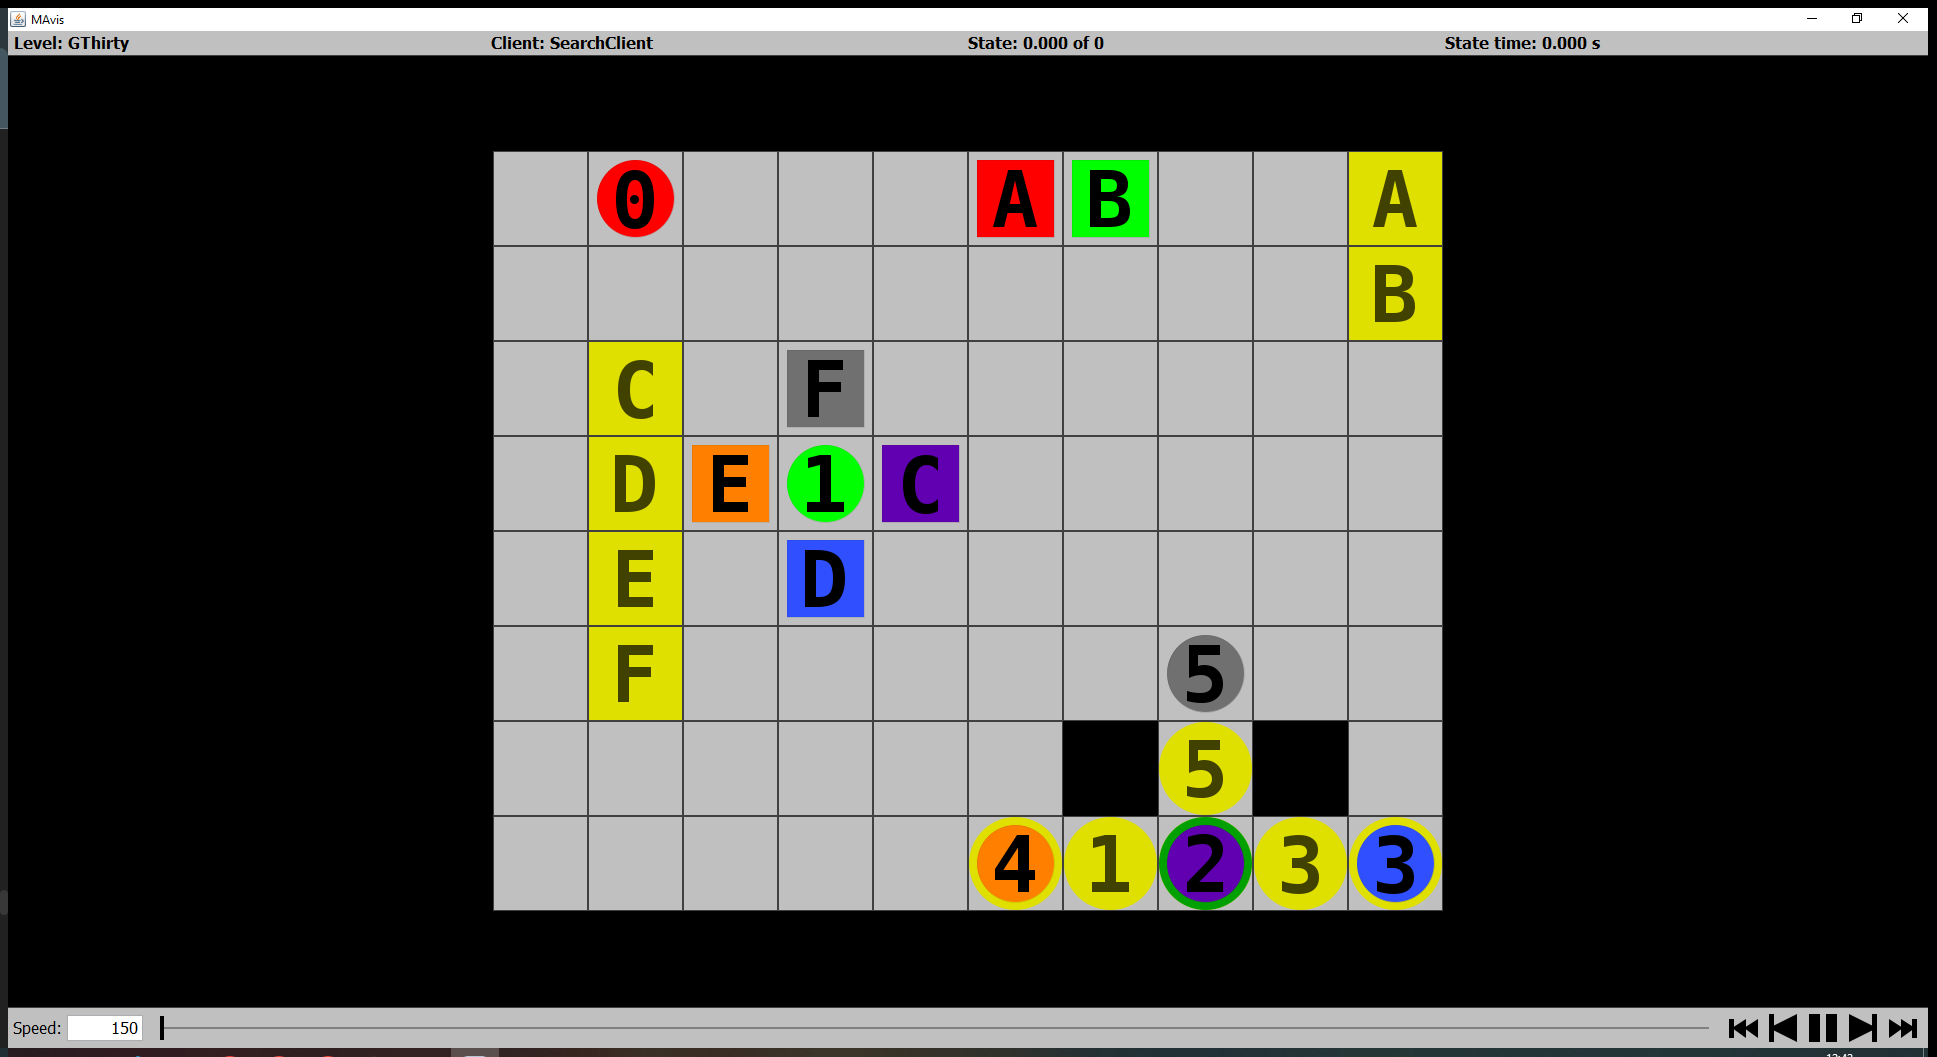 MAvis
Level: GThirty Client: SearchClient State: 0.000 of 0 State time: 0.000 s
0 A B A
B
C F
D E 1 C
E D
F 5
5
4 1 2 3 3
Speed: 150